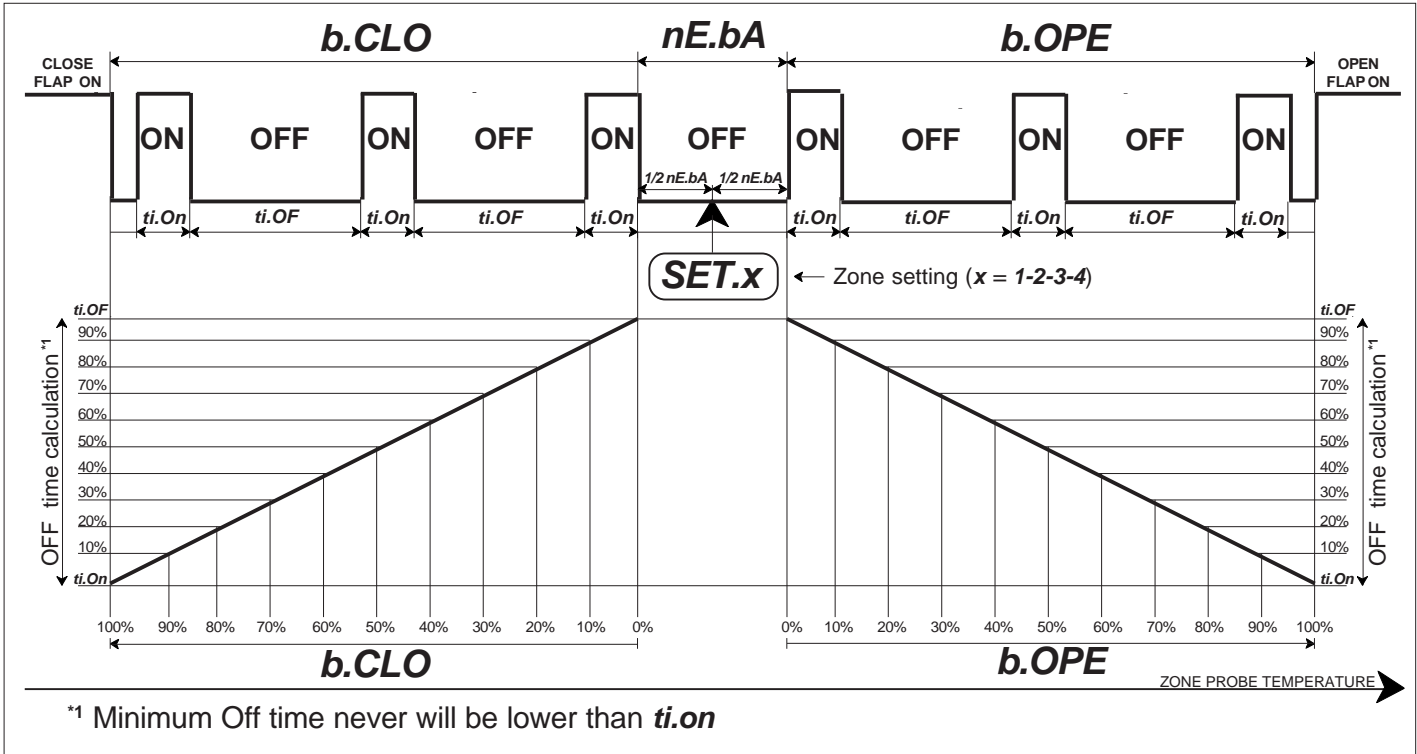 b.CLO nE.bA b.OPE
CLOSE FLAP ON
OPEN FLAP ON
ON OFF ON OFF ON OFF ON OFF ON OFF ON
1/2 nE.bA 1/2 nE.bA
ti.On ti.OF ti.On ti.OF ti.On ti.On ti.OF ti.On ti.OF ti.On
SET.x Zone setting (x = 1-2-3-4)
ti.OF ti.OF
90% 90%
80% 80%
70% 70%
60% 60%
50% 50%
40% 40%
30% 30%
20% 20%
10% 10%
ti.On ti.On
OFF time calculation *1
OFF time calculation *1
100% 90% 80% 70% 60% 50% 40% 30% 20% 10% 0% 0% 10% 20% 30% 40% 50% 60% 70% 80% 90% 100%
b.CLO b.OPE
ZONE PROBE TEMPERATURE
*1 Minimum Off time never will be lower than ti.on